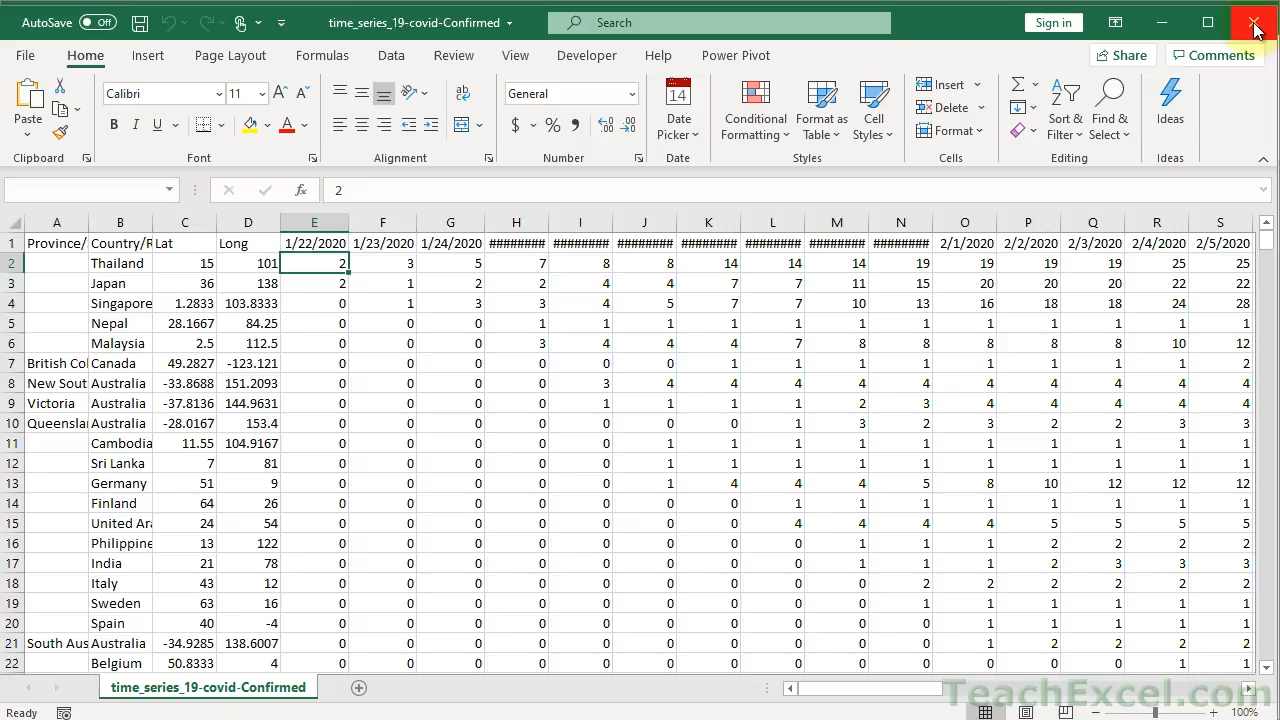 AutoSave Off time_series_19-covid-Confirmed Search Sign in
File Home Insert Page Layout Formulas Data Review View Developer Help Power Pivot Share Comments
Paste Calibri 11 General Date Picker Conditional Formatting Format as Table Cell Styles Insert Delete Format Sort & Filter Find & Select Ideas
14
B I U A $ % , ab fx
Clipboard Font Alignment Number Date Styles Cells Editing Ideas
2
A B C D E F G H I J K L M N O P Q R S
1 Province/ Country/R Lat Long 1/22/2020 1/23/2020 1/24/2020 ######## ######## ######## ######## ######## ######## ######## 2/1/2020 2/2/2020 2/3/2020 2/4/2020 2/5/2020
2 Thailand 15 101 2 3 5 7 8 8 14 14 14 19 19 19 19 25 25
3 Japan 36 138 2 1 2 2 4 4 7 7 11 15 20 20 20 22 22
4 Singapore 1.2833 103.8333 0 1 3 3 4 5 7 7 10 13 16 18 18 24 28
5 Nepal 28.1667 84.25 0 0 0 1 1 1 1 1 1 1 1 1 1 1 1
6 Malaysia 2.5 112.5 0 0 0 3 4 4 4 7 8 8 8 8 8 10 12
7 British Col Canada 49.2827 -123.121 0 0 0 0 0 0 1 1 1 1 1 1 1 1 2
8 New Sout Australia -33.8688 151.2093 0 0 0 0 3 4 4 4 4 4 4 4 4 4 4
9 Victoria Australia -37.8136 144.9631 0 0 0 0 1 1 1 1 2 3 4 4 4 4 4
10 Queenslan Australia -28.0167 153.4 0 0 0 0 0 0 0 1 3 2 3 2 2 3 3
11 Cambodia 11.55 104.9167 0 0 0 0 0 1 1 1 1 1 1 1 1 1 1
12 Sri Lanka 7 81 0 0 0 0 0 1 1 1 1 1 1 1 1 1 1
13 Germany 51 9 0 0 0 0 0 1 4 4 4 5 8 10 12 12 12
14 Finland 64 26 0 0 0 0 0 0 0 1 1 1 1 1 1 1 1
15 United Ara 24 54 0 0 0 0 0 0 0 4 4 4 4 5 5 5 5
16 Philippine 13 122 0 0 0 0 0 0 0 0 1 1 1 2 2 2 2
17 India 21 78 0 0 0 0 0 0 0 0 1 1 1 2 3 3 3
18 Italy 43 12 0 0 0 0 0 0 0 0 0 2 2 2 2 2 2
19 Sweden 63 16 0 0 0 0 0 0 0 0 0 1 1 1 1 1 1
20 Spain 40 -4 0 0 0 0 0 0 0 0 0 0 1 1 1 1 1
21 South Aus Australia -34.9285 138.6007 0 0 0 0 0 0 0 0 0 0 1 2 2 2 2
22 Belgium 50.8333 4 0 0 0 0 0 0 0 0 0 0 0 0 0 1 1
time_series_19-covid-Confirmed
TeachExcel.com
Ready 100%